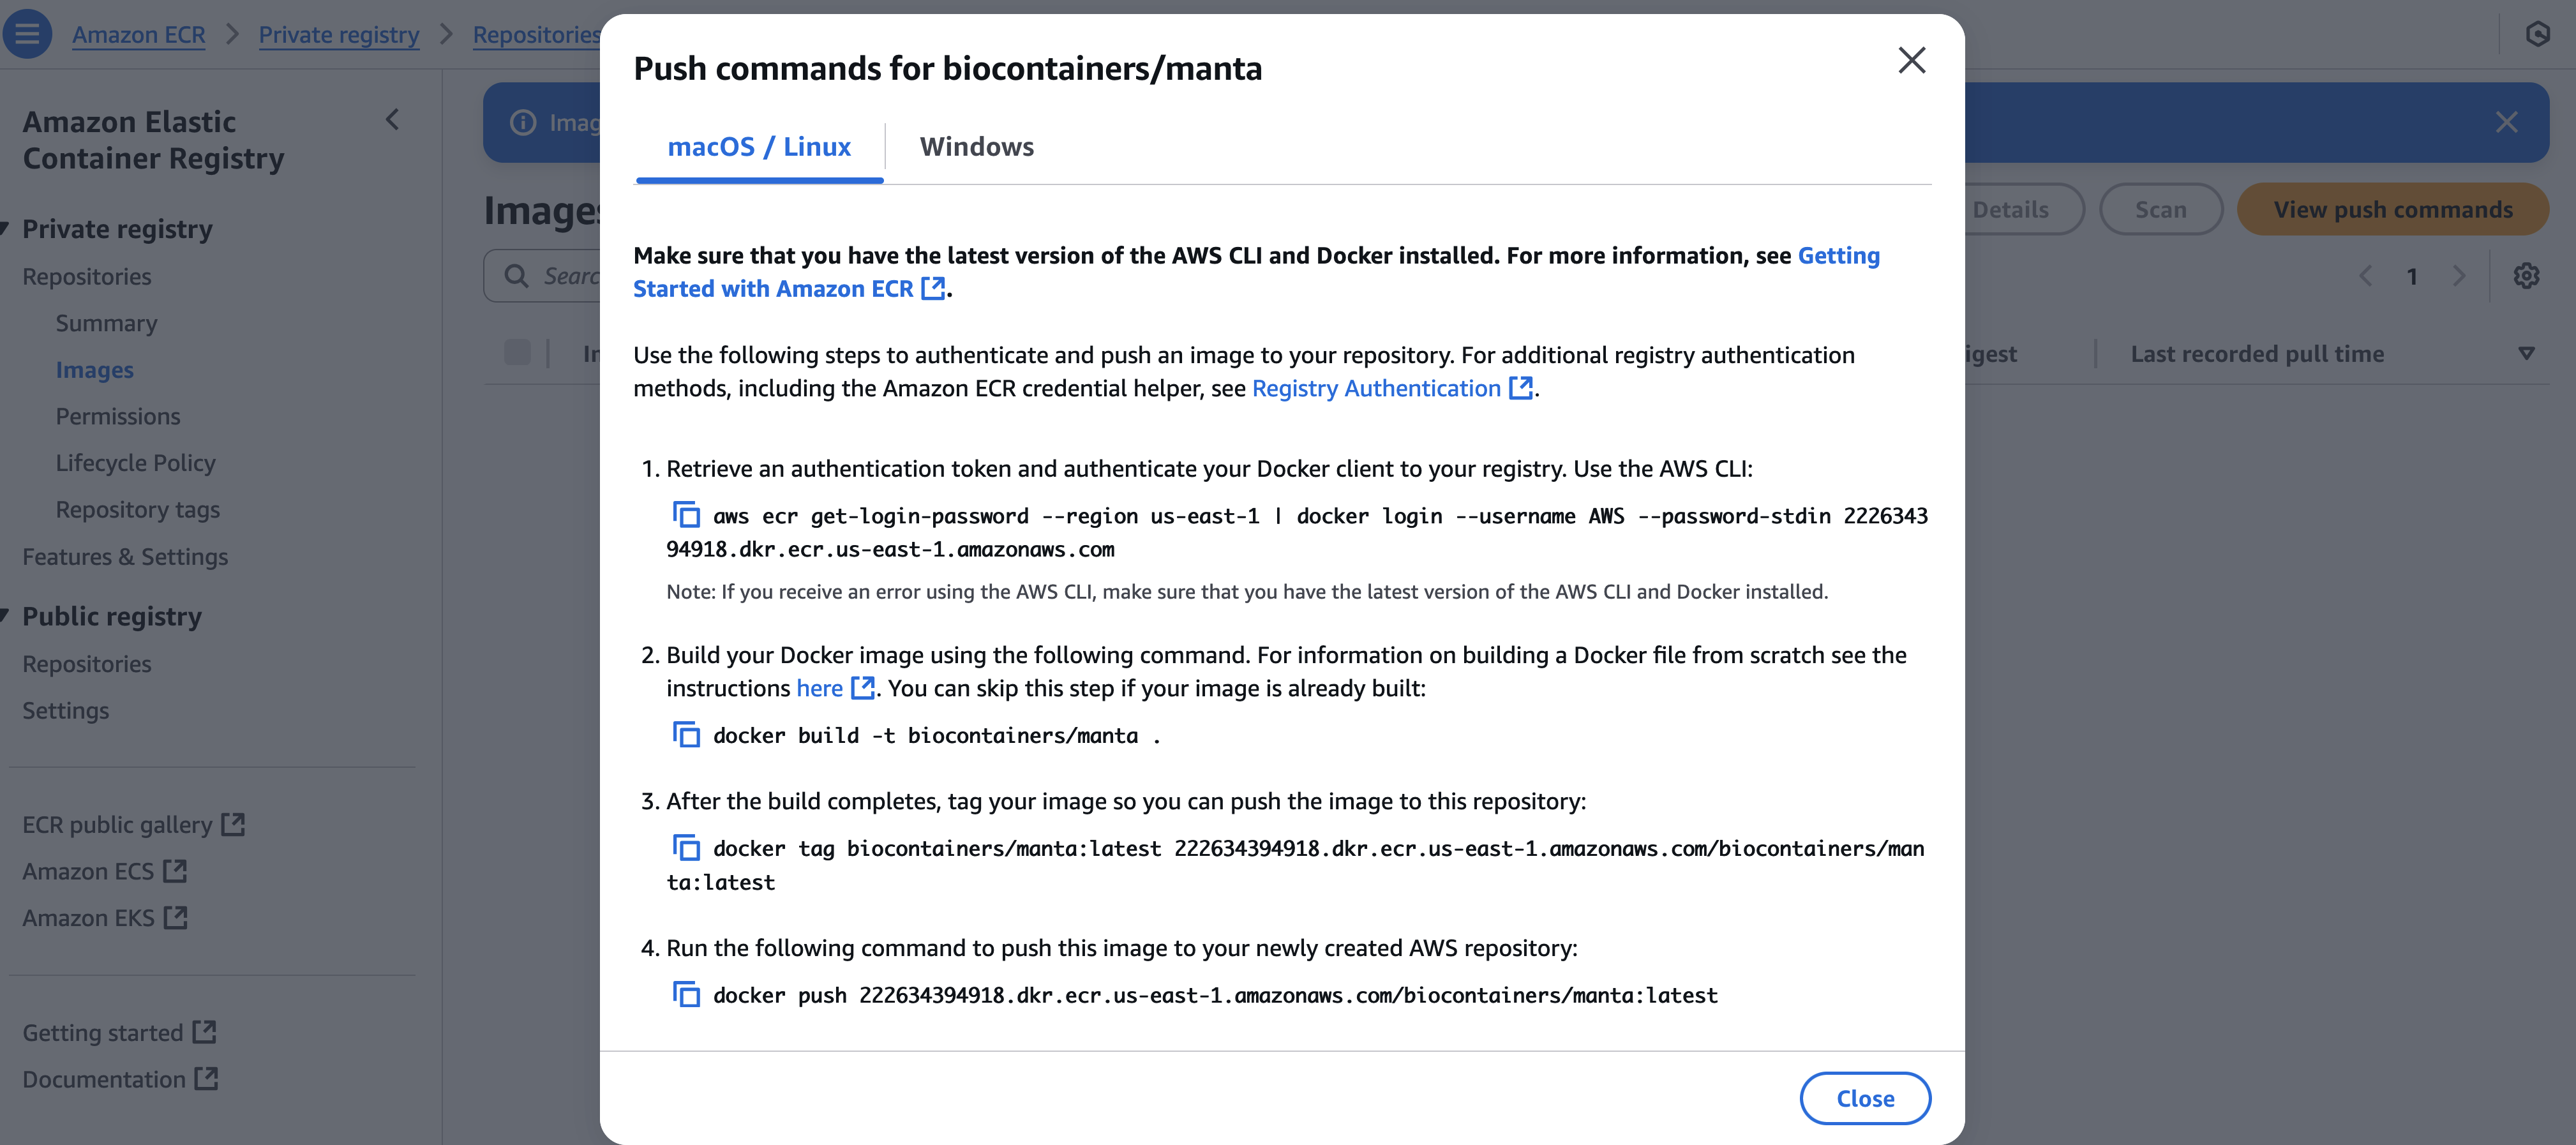 Amazon ECR
Private registry
Repositories
Amazon Elastic
Container Registry
Private registry
Repositories
Summary
Images
Permissions
Lifecycle Policy
Repository tags
Features & Settings
Public registry
Repositories
Settings
ECR public gallery
Amazon ECS
Amazon EKS
Getting started
Documentation
Images
Details
Scan
View push commands
1
Last recorded pull time
Push commands for biocontainers/manta
macOS / Linux
Windows
Make sure that you have the latest version of the AWS CLI and Docker installed. For more information, see Getting
Started with Amazon ECR .
Use the following steps to authenticate and push an image to your repository. For additional registry authentication
methods, including the Amazon ECR credential helper, see Registry Authentication .
1. Retrieve an authentication token and authenticate your Docker client to your registry. Use the AWS CLI:
aws ecr get-login-password --region us-east-1 | docker login --username AWS --password-stdin 2226343
94918.dkr.ecr.us-east-1.amazonaws.com
Note: If you receive an error using the AWS CLI, make sure that you have the latest version of the AWS CLI and Docker installed.
2. Build your Docker image using the following command. For information on building a Docker file from scratch see the
instructions here . You can skip this step if your image is already built:
docker build -t biocontainers/manta .
3. After the build completes, tag your image so you can push the image to this repository:
docker tag biocontainers/manta:latest 222634394918.dkr.ecr.us-east-1.amazonaws.com/biocontainers/man
ta:latest
4. Run the following command to push this image to your newly created AWS repository:
docker push 222634394918.dkr.ecr.us-east-1.amazonaws.com/biocontainers/manta:latest
Close